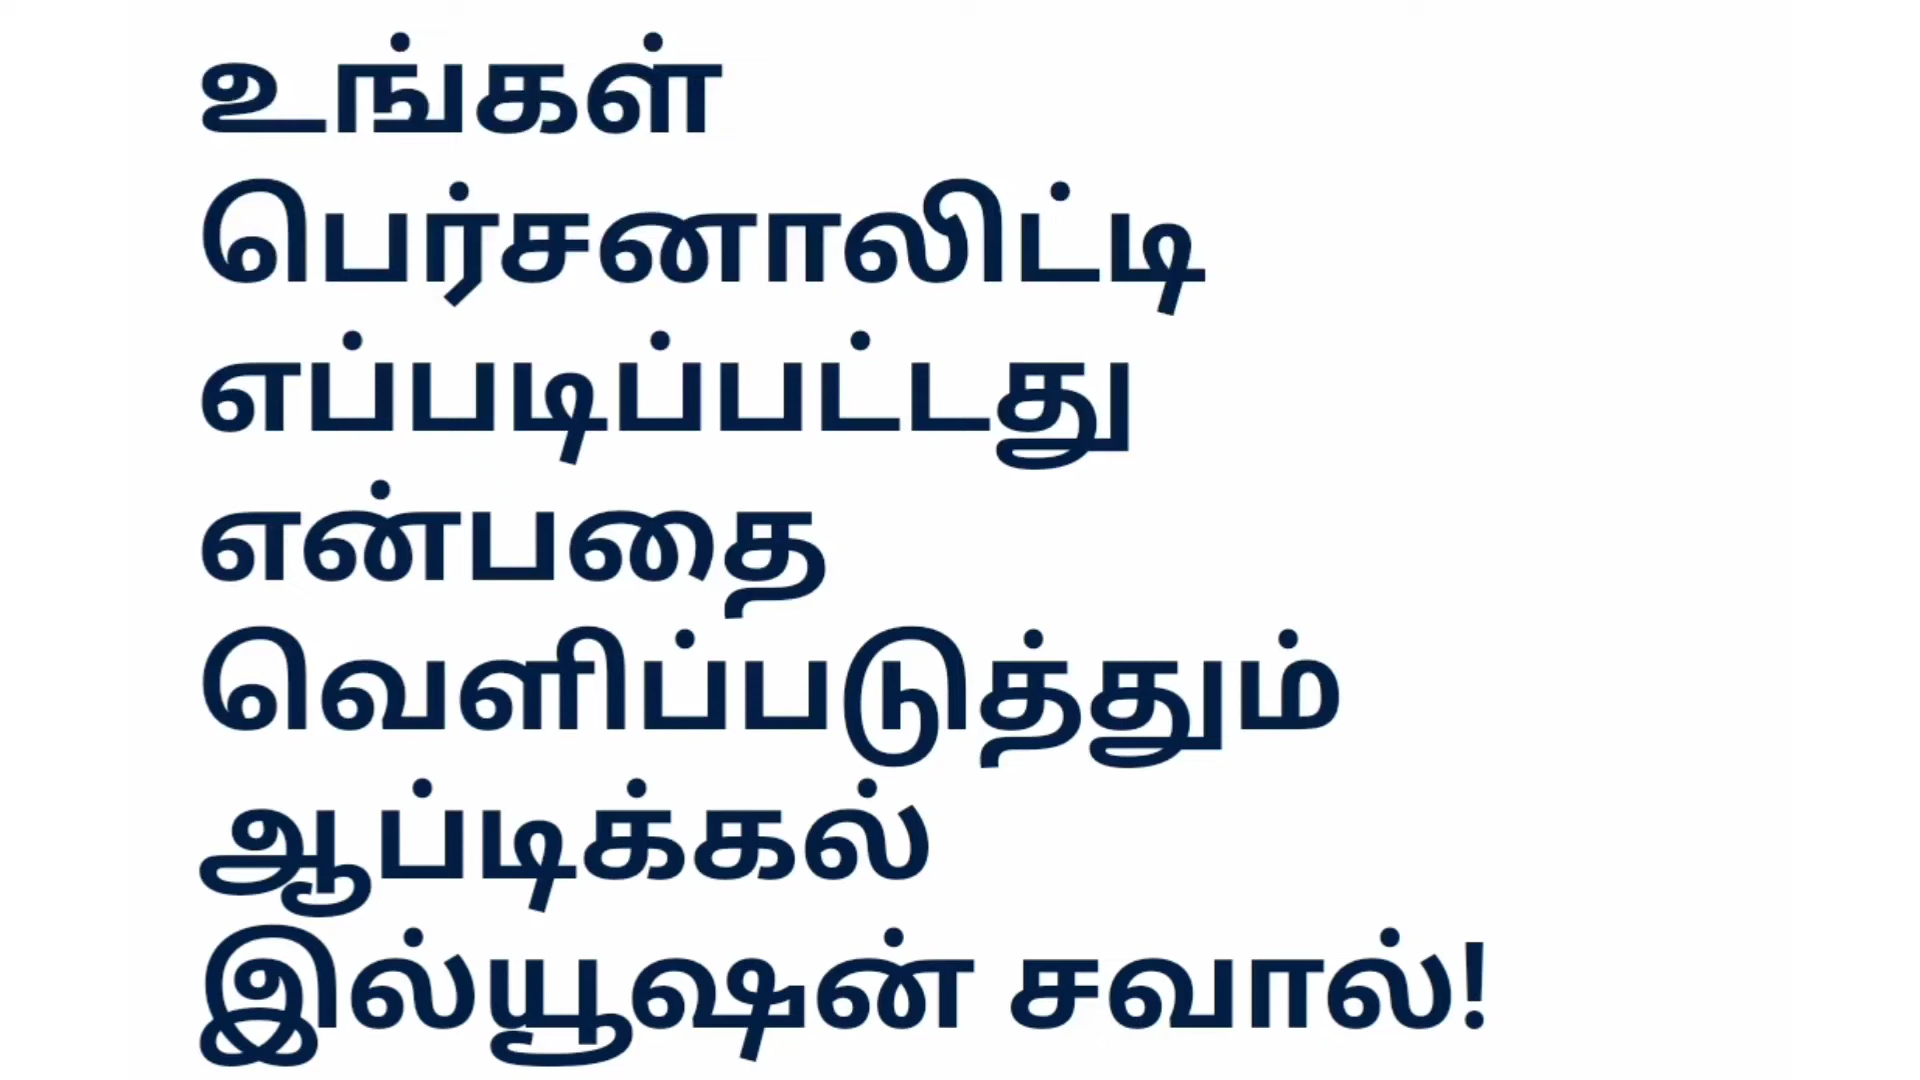 உங்கள்
பெர்சனாலிட்டி
எப்படிப்பட்டது
என்பதை
வெளிப்படுத்தும்
ஆப்டிக்கல்
இல்யூஷன் சவால்!